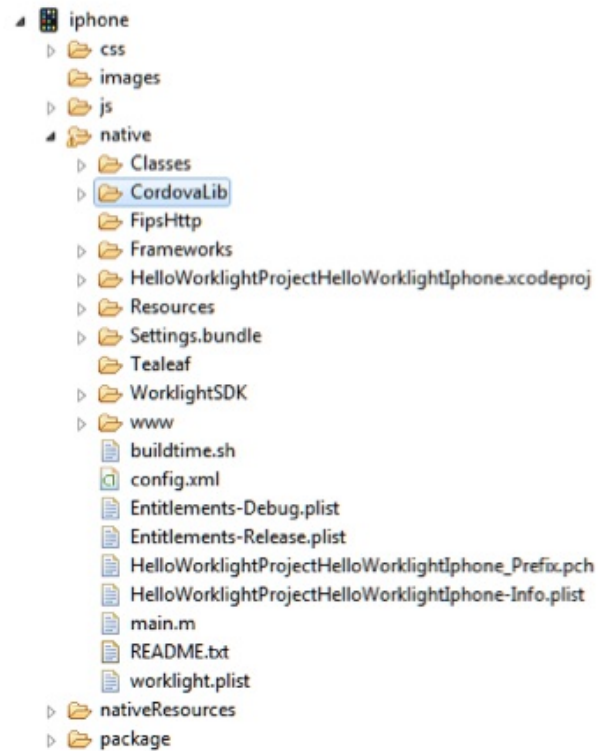 iphone
css
images
js
native
Classes
CordovaLib
FipsHttp
Frameworks
HelloWorklightProjectHelloWorklightIphone.xcodeproj
Resources
Settings.bundle
Tealeaf
WorklightSDK
www
buildtime.sh
config.xml
Entitlements-Debug.plist
Entitlements-Release.plist
HelloWorklightProjectHelloWorklightIphone_Prefix.pch
HelloWorklightProjectHelloWorklightIphone-Info.plist
main.m
README.txt
worklight.plist
nativeResources
package